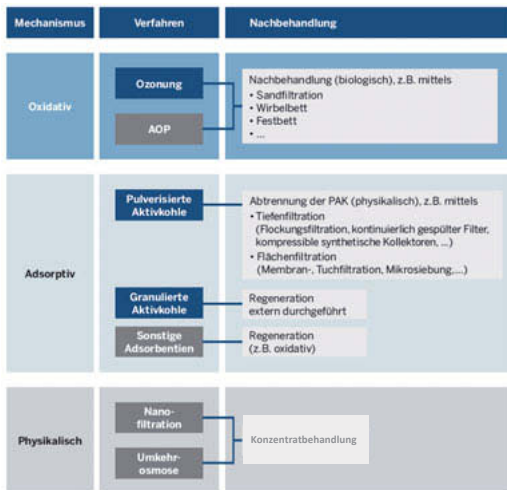 Mechanismus Verfahren Nachbehandlung
Oxidativ
Ozonung
AOP
Nachbehandlung (biologisch), z.B. mittels
• Sandfiltration
• Wirbelbett
• Festbett
• ...
Adsorptiv
Pulverisierte
Aktivkohle
Abtrennung der PAK (physikalisch), z.B. mittels
• Tiefenfiltration
(Flockungsfiltration, kontinuierlich gespülter Filter,
kompressible synthetische Kollektoren, ...)
• Flächenfiltration
(Membran-, Tuchfiltration, Mikrosiebung,...)
Granulierte
Aktivkohle
Regeneration
extern durchgeführt
Sonstige
Adsorbentien
Regeneration
(z.B. oxidativ)
Physikalisch
Nano-
filtration
Umkehr-
osmose
Konzentratbehandlung